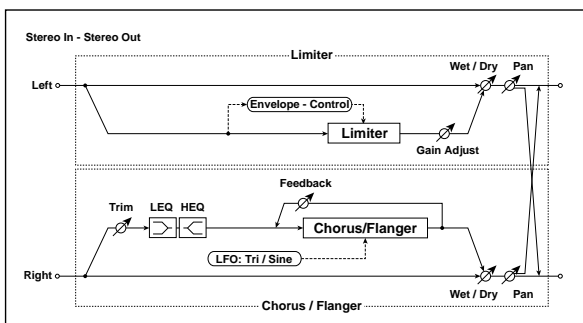 Stereo In - Stereo Out
Limiter
Wet / Dry
Pan
Left
Envelope - Control
Limiter
Gain Adjust
Feedback
Trim
LEQ
HEQ
Chorus/Flanger
LFO: Tri / Sine
Right
Wet / Dry
Pan
Chorus / Flanger